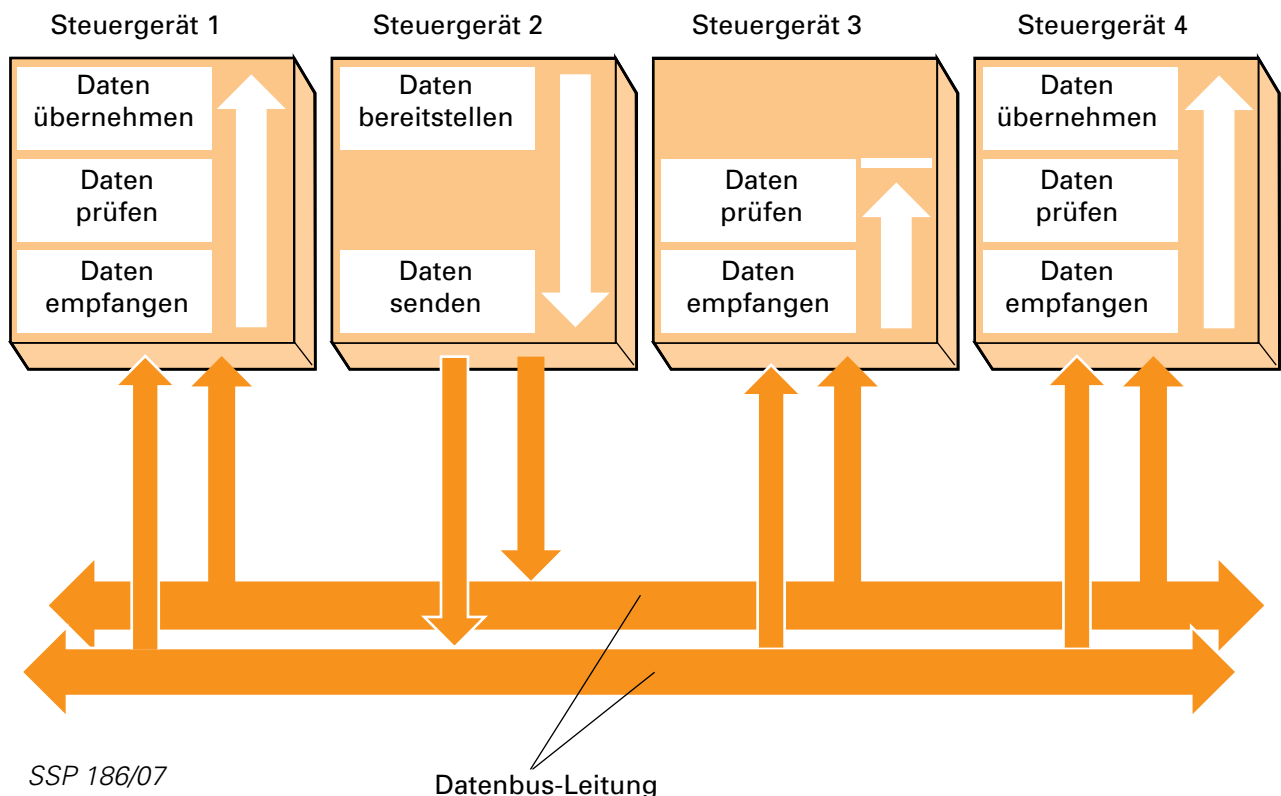 Steuergerät 1
Steuergerät 2
Steuergerät 3
Steuergerät 4
Daten
übernehmen
Daten
prüfen
Daten
empfangen
Daten
bereitstellen
Daten
senden
Daten
prüfen
Daten
empfangen
Daten
übernehmen
Daten
prüfen
Daten
empfangen
SSP 186/07
Datenbus-Leitung